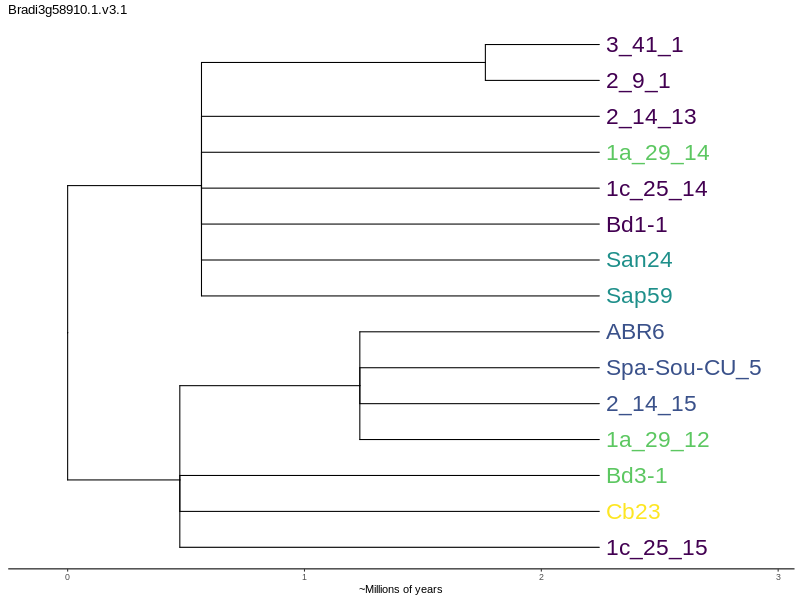 Bradi3g58910.1.v3.1
3_41_1
2_9_1
2_14_13
1a_29_14
1c_25_14
Bd1-1
San24
Sap59
ABR6
Spa-Sou-CU_5
2_14_15
1a_29_12
Bd3-1
Cb23
1c_25_15
0 1 2 3
~Millions of years